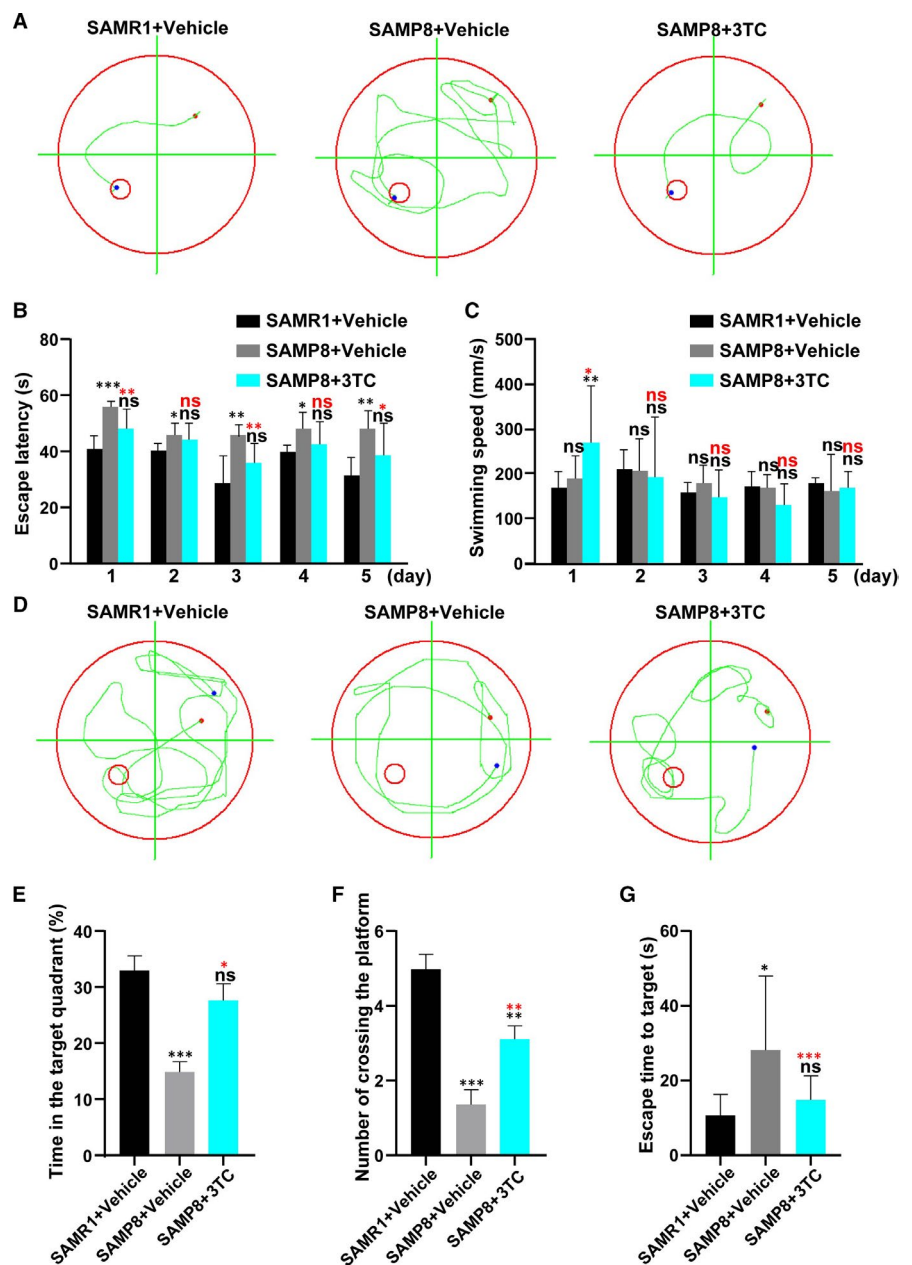 A
SAMR1+Vehicle SAMP8+Vehicle SAMP8+3TC
B
SAMR1+Vehicle
SAMP8+Vehicle
SAMP8+3TC
Escape latency (s)
80
60
40
20
0
*** ** ns
* ns ns
** ** ns
* ns ns
** * ns
1 2 3 4 5 (day)
C
SAMR1+Vehicle
SAMP8+Vehicle
SAMP8+3TC
Swimming speed (mm/s)
500
400
300
200
100
0
ns * **
ns ns ns
ns ns ns
ns ns ns
ns ns ns
1 2 3 4 5 (day)
D
SAMR1+Vehicle SAMP8+Vehicle SAMP8+3TC
E
Time in the target quadrant (%)
40
30
20
10
0
***
*
ns
SAMR1+Vehicle
SAMP8+Vehicle
SAMP8+3TC
F
Number of crossing the platform
6
4
2
0
***
**
**
SAMR1+Vehicle
SAMP8+Vehicle
SAMP8+3TC
G
Escape time to target (s)
60
40
20
0
*
***
ns
SAMR1+Vehicle
SAMP8+Vehicle
SAMP8+3TC